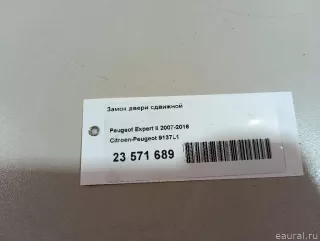 Замок двери сдвижной
Peugeot Expert II 2007-2016
Citroen-Peugeot 9137L1
23 571 689
eaural.ru/